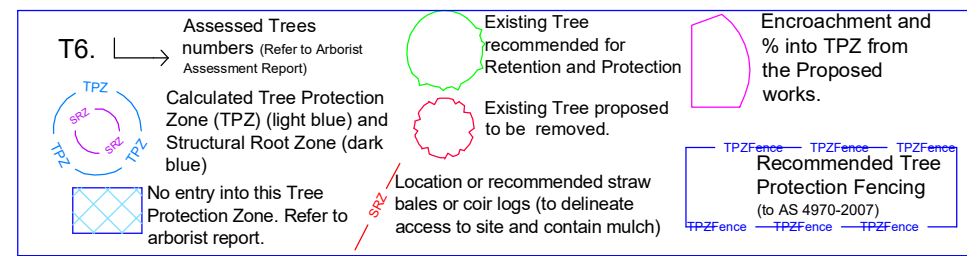 T6.
Assessed Trees
numbers (Refer to Arborist
Assessment Report)
TPZ
SRZ
SRZ
TPZ
TPZ
Calculated Tree Protection
Zone (TPZ) (light blue) and
Structural Root Zone (dark
blue)
No entry into this Tree
Protection Zone. Refer to
arborist report.
Existing Tree
recommended for
Retention and Protection
Existing Tree proposed
to be removed.
SRZ
Location or recommended straw
bales or coir logs (to delineate
access to site and contain mulch)
Encroachment and
% into TPZ from
the Proposed
works.
TPZFence TPZFence TPZFence
Recommended Tree
Protection Fencing
(to AS 4970-2007)
TPZFence TPZFence TPZFence